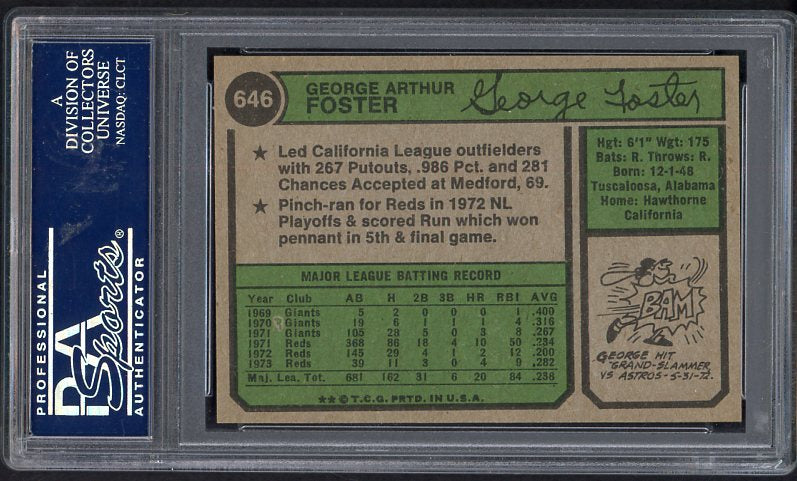 A
DIVISION OF
COLLECTORS
UNIVERSE
NASDAQ: CLCT
PROFESSIONAL
PSA
Sports
AUTHENTICATOR
646
GEORGE ARTHUR
FOSTER
George Foster
★ Led California League outfielders
with 267 Putouts, .986 Pct. and 281
Chances Accepted at Medford, 69.
★ Pinch-ran for Reds in 1972 NL
Playoffs & scored Run which won
pennant in 5th & final game.
Hgt: 6'1" Wgt: 175
Bats: R. Throws: R.
Born: 12-1-48
Tuscaloosa, Alabama
Home: Hawthorne
California
MAJOR LEAGUE BATTING RECORD
Year Club AB H 2B 3B HR RBI AVG
1969 Giants 5 2 0 0 0 1 .400
1970 Giants 19 6 1 1 1 4 .316
1971 Giants 105 28 5 0 3 8 .267
1971 Reds 368 86 18 4 10 50 .234
1972 Reds 145 29 4 1 2 12 .200
1973 Reds 39 11 3 0 4 9 .282
Maj. Lea. Tot. 681 162 31 6 20 84 .238
★★ © T.C.G. PRTD. IN U.S.A.
BAM!
GEORGE HIT
"GRAND-SLAMMER"
VS ASTROS-5-31-72.